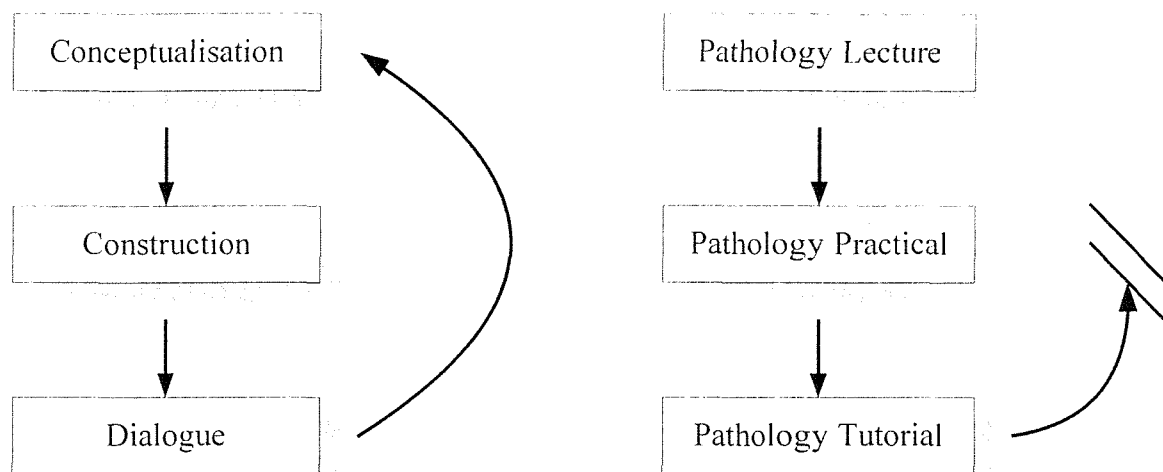 Conceptualisation
Construction
Dialogue
Pathology Lecture
Pathology Practical
Pathology Tutorial